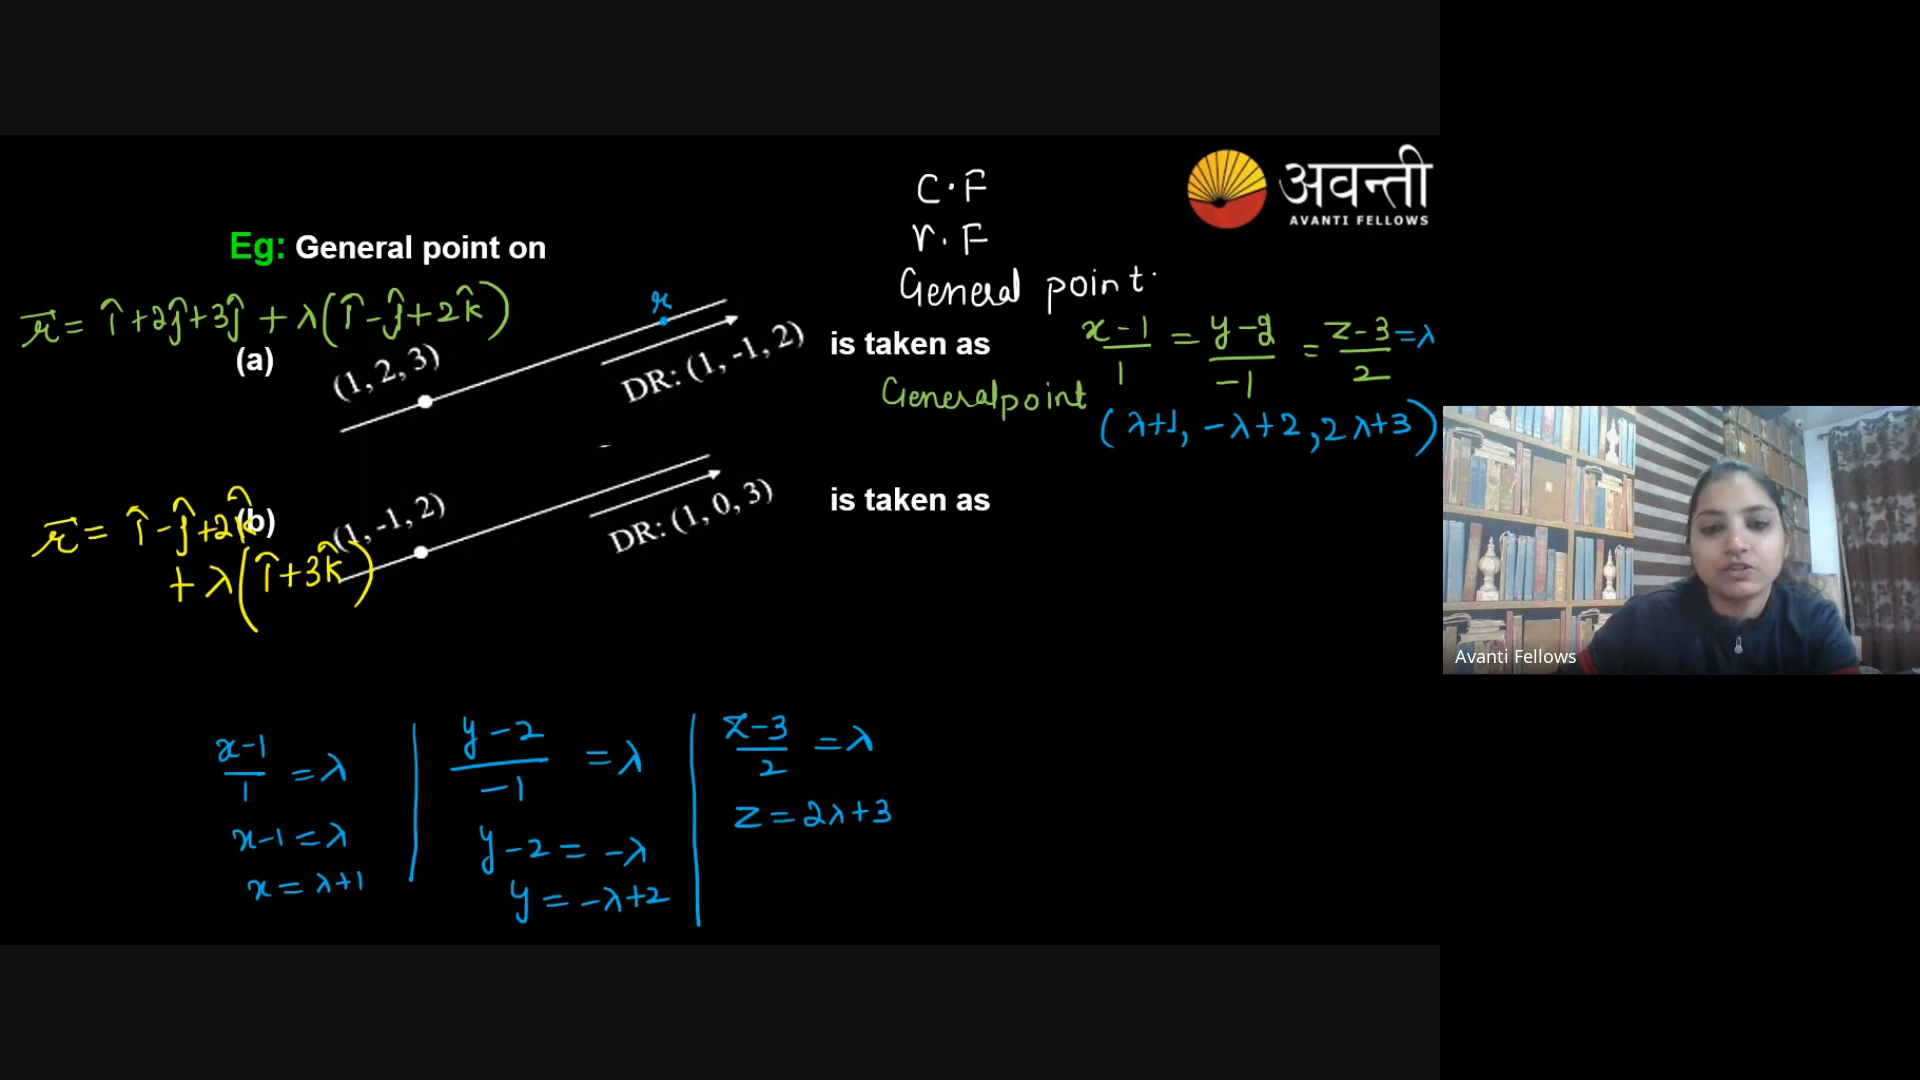 C.F
r.F
General point.
अवन्ती
AVANTI FELLOWS
Eg: General point on
r⃗ = î+2ĵ+3ĵ + λ(î-ĵ+2k̂)
(a)
(1, 2, 3)
r
DR: (1, -1, 2)
is taken as
(x-1)/1 = (y-2)/-1 = (z-3)/2 = λ
General point
(λ+1, -λ+2, 2λ+3)
r⃗ = î-ĵ+2k̂
+ λ(î+3k̂)
(b)
(1, -1, 2)
DR: (1, 0, 3)
is taken as
(x-1)/1 = λ
x-1 = λ
x = λ+1
(y-2)/-1 = λ
y-2 = -λ
y = -λ+2
(z-3)/2 = λ
z = 2λ+3
Avanti Fellows